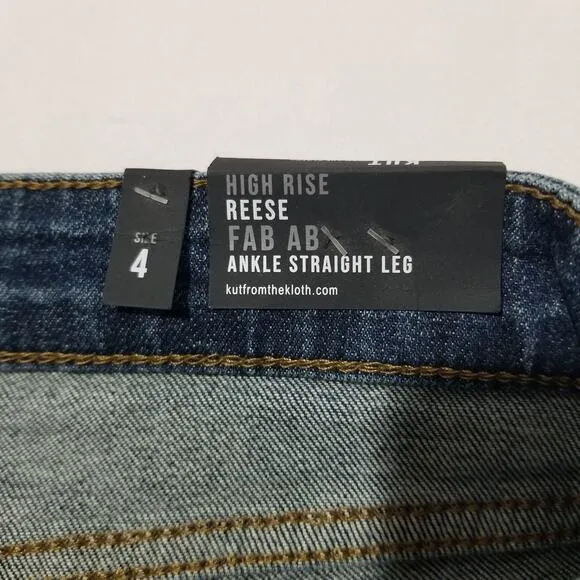 SIZE
4
HIGH RISE
REESE
FAB AB
ANKLE STRAIGHT LEG
kutfromthekloth.com